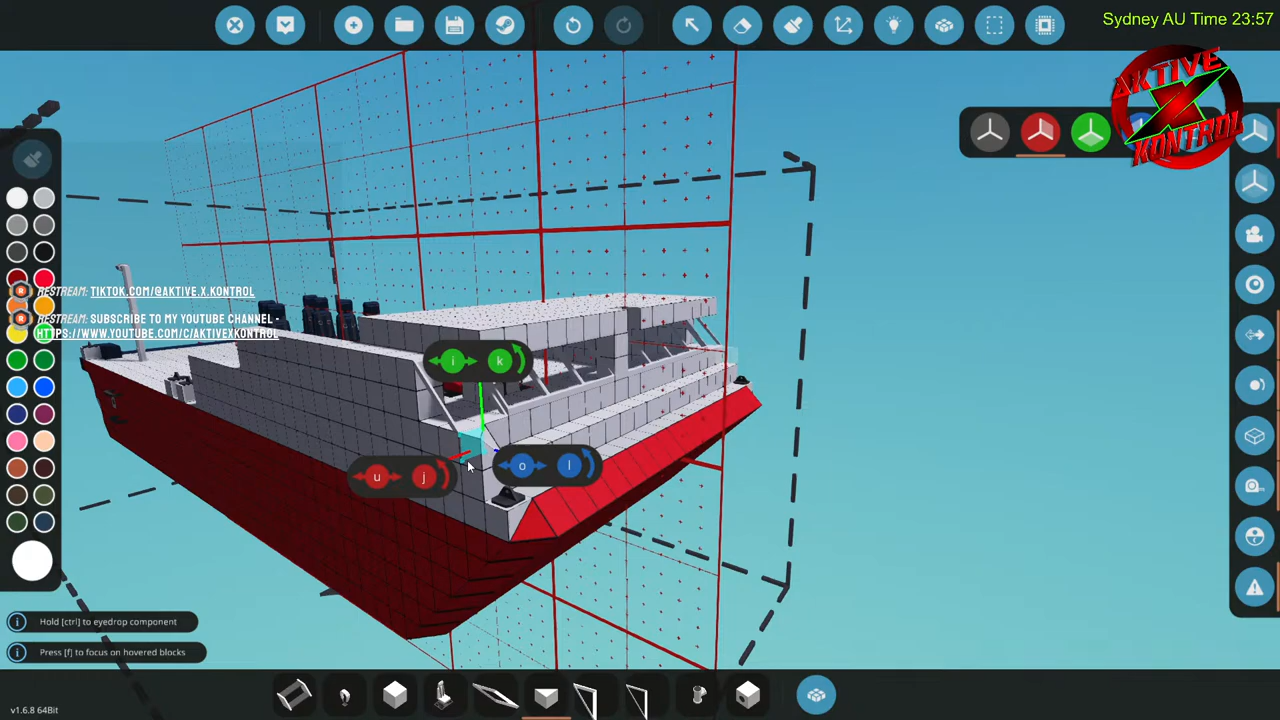 Sydney AU Time 23:57
AKTIVE
X
KONTROL
RESTREAM: TIKTOK.COM/@AKTIVE.X.KONTROL
RESTREAM: SUBSCRIBE TO MY YOUTUBE CHANNEL -
HTTPS://WWW.YOUTUBE.COM/C/AKTIVEXKONTROL
i k
u j
o l
Hold [ctrl] to eyedrop component
Press [f] to focus on hovered blocks
v1.6.8 64Bit